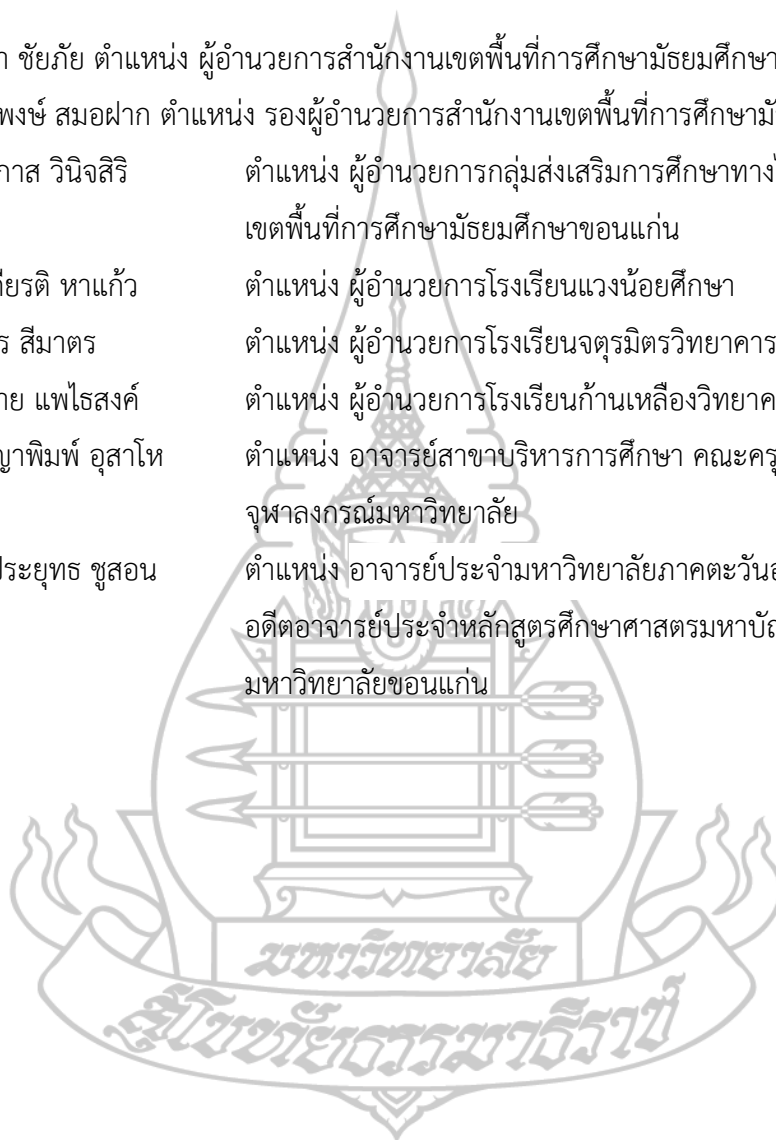 ชัยภัย ตำแหน่ง ผู้อำนวยการสำนักงานเขตพื้นที่การศึกษามัธยมศึกษา
พงษ์ สมอฝาก ตำแหน่ง รองผู้อำนวยการสำนักงานเขตพื้นที่การศึกษามั
กาส วินิจสิริ ตำแหน่ง ผู้อำนวยการกลุ่มส่งเสริมการศึกษาทาง
เขตพื้นที่การศึกษามัธยมศึกษาขอนแก่น
กียรติ หาแก้ว ตำแหน่ง ผู้อำนวยการโรงเรียนแวงน้อยศึกษา
ร สีมาตร ตำแหน่ง ผู้อำนวยการโรงเรียนจตุรมิตรวิทยาคาร
าย แพไธสงค์ ตำแหน่ง ผู้อำนวยการโรงเรียนก้านเหลืองวิทยาค
ญาพิมพ์ อุสาโห ตำแหน่ง อาจารย์สาขาบริหารการศึกษา คณะครุ
จุฬาลงกรณ์มหาวิทยาลัย
ประยุทธ ชูสอน ตำแหน่ง อาจารย์ประจำมหาวิทยาลัยภาคตะวันอ
อดีตอาจารย์ประจำหลักสูตรศึกษาศาสตรมหาบัณ
มหาวิทยาลัยขอนแก่น
มหาวิทยาลัย
สุโขทัยธรรมาธิราช